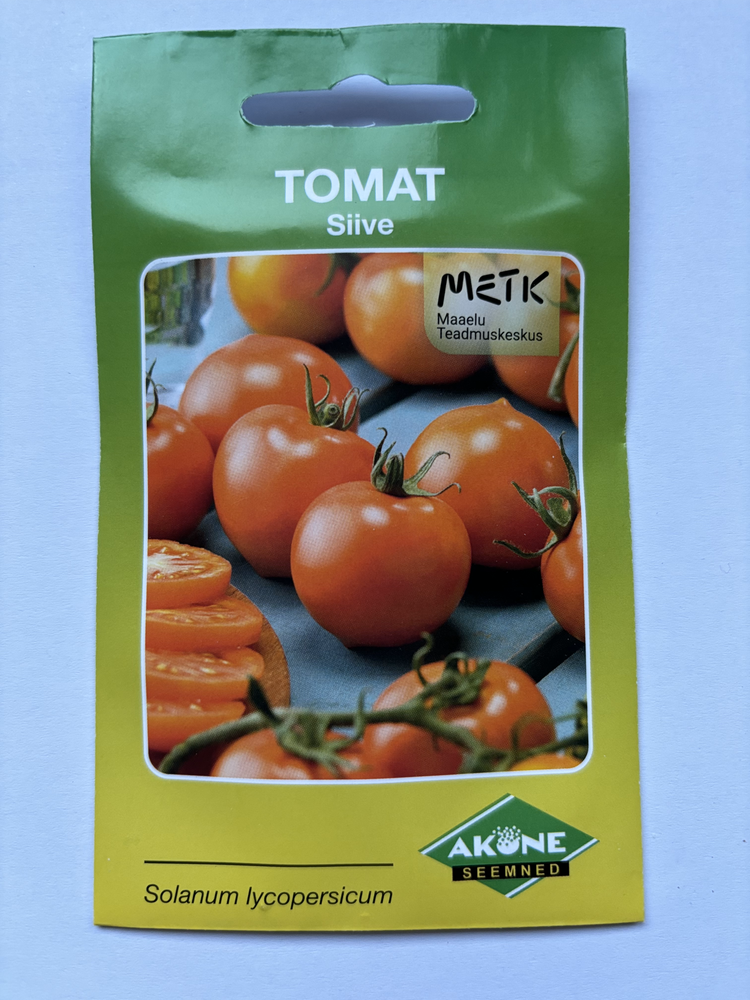 TOMAT
Siive
METK
Maaelu
Teadmuskeskus
AKONE
SEEMNED
Solanum lycopersicum